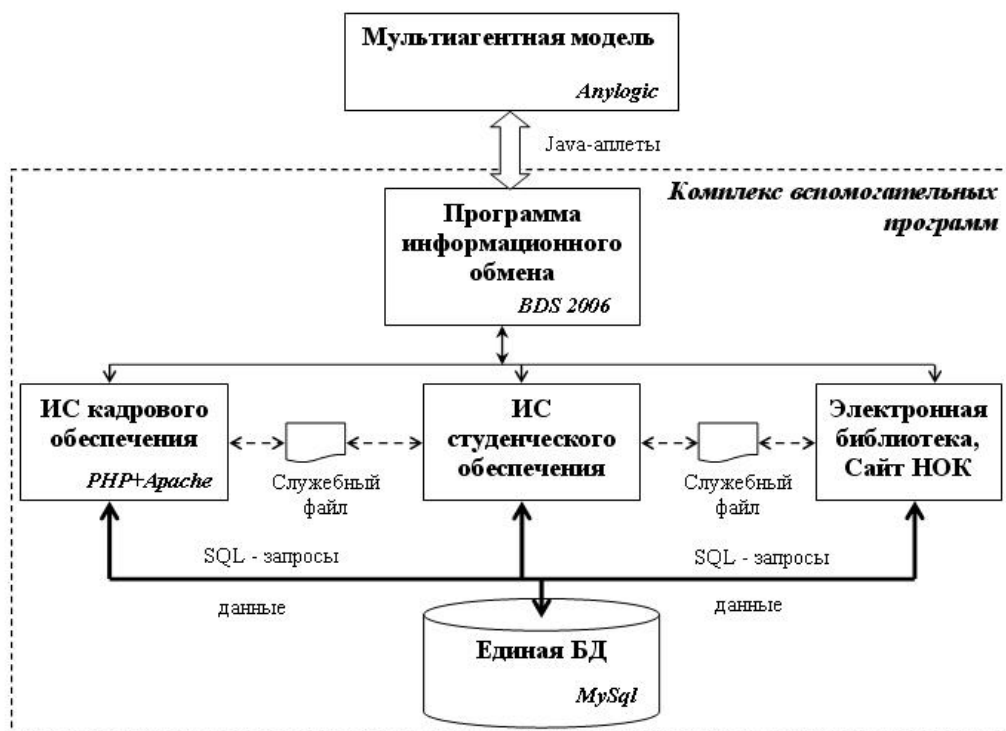 Мультиагентная модель
Anylogic
Java-аплеты
Комплекс вспомогательных
программ
Программа
информационного
обмена
BDS 2006
ИС кадрового
обеспечения
PHP+Apache
Служебный
файл
ИС
студенческого
обеспечения
Служебный
файл
Электронная
библиотека,
Сайт НОК
SQL - запросы
SQL - запросы
данные
данные
Единая БД
MySql